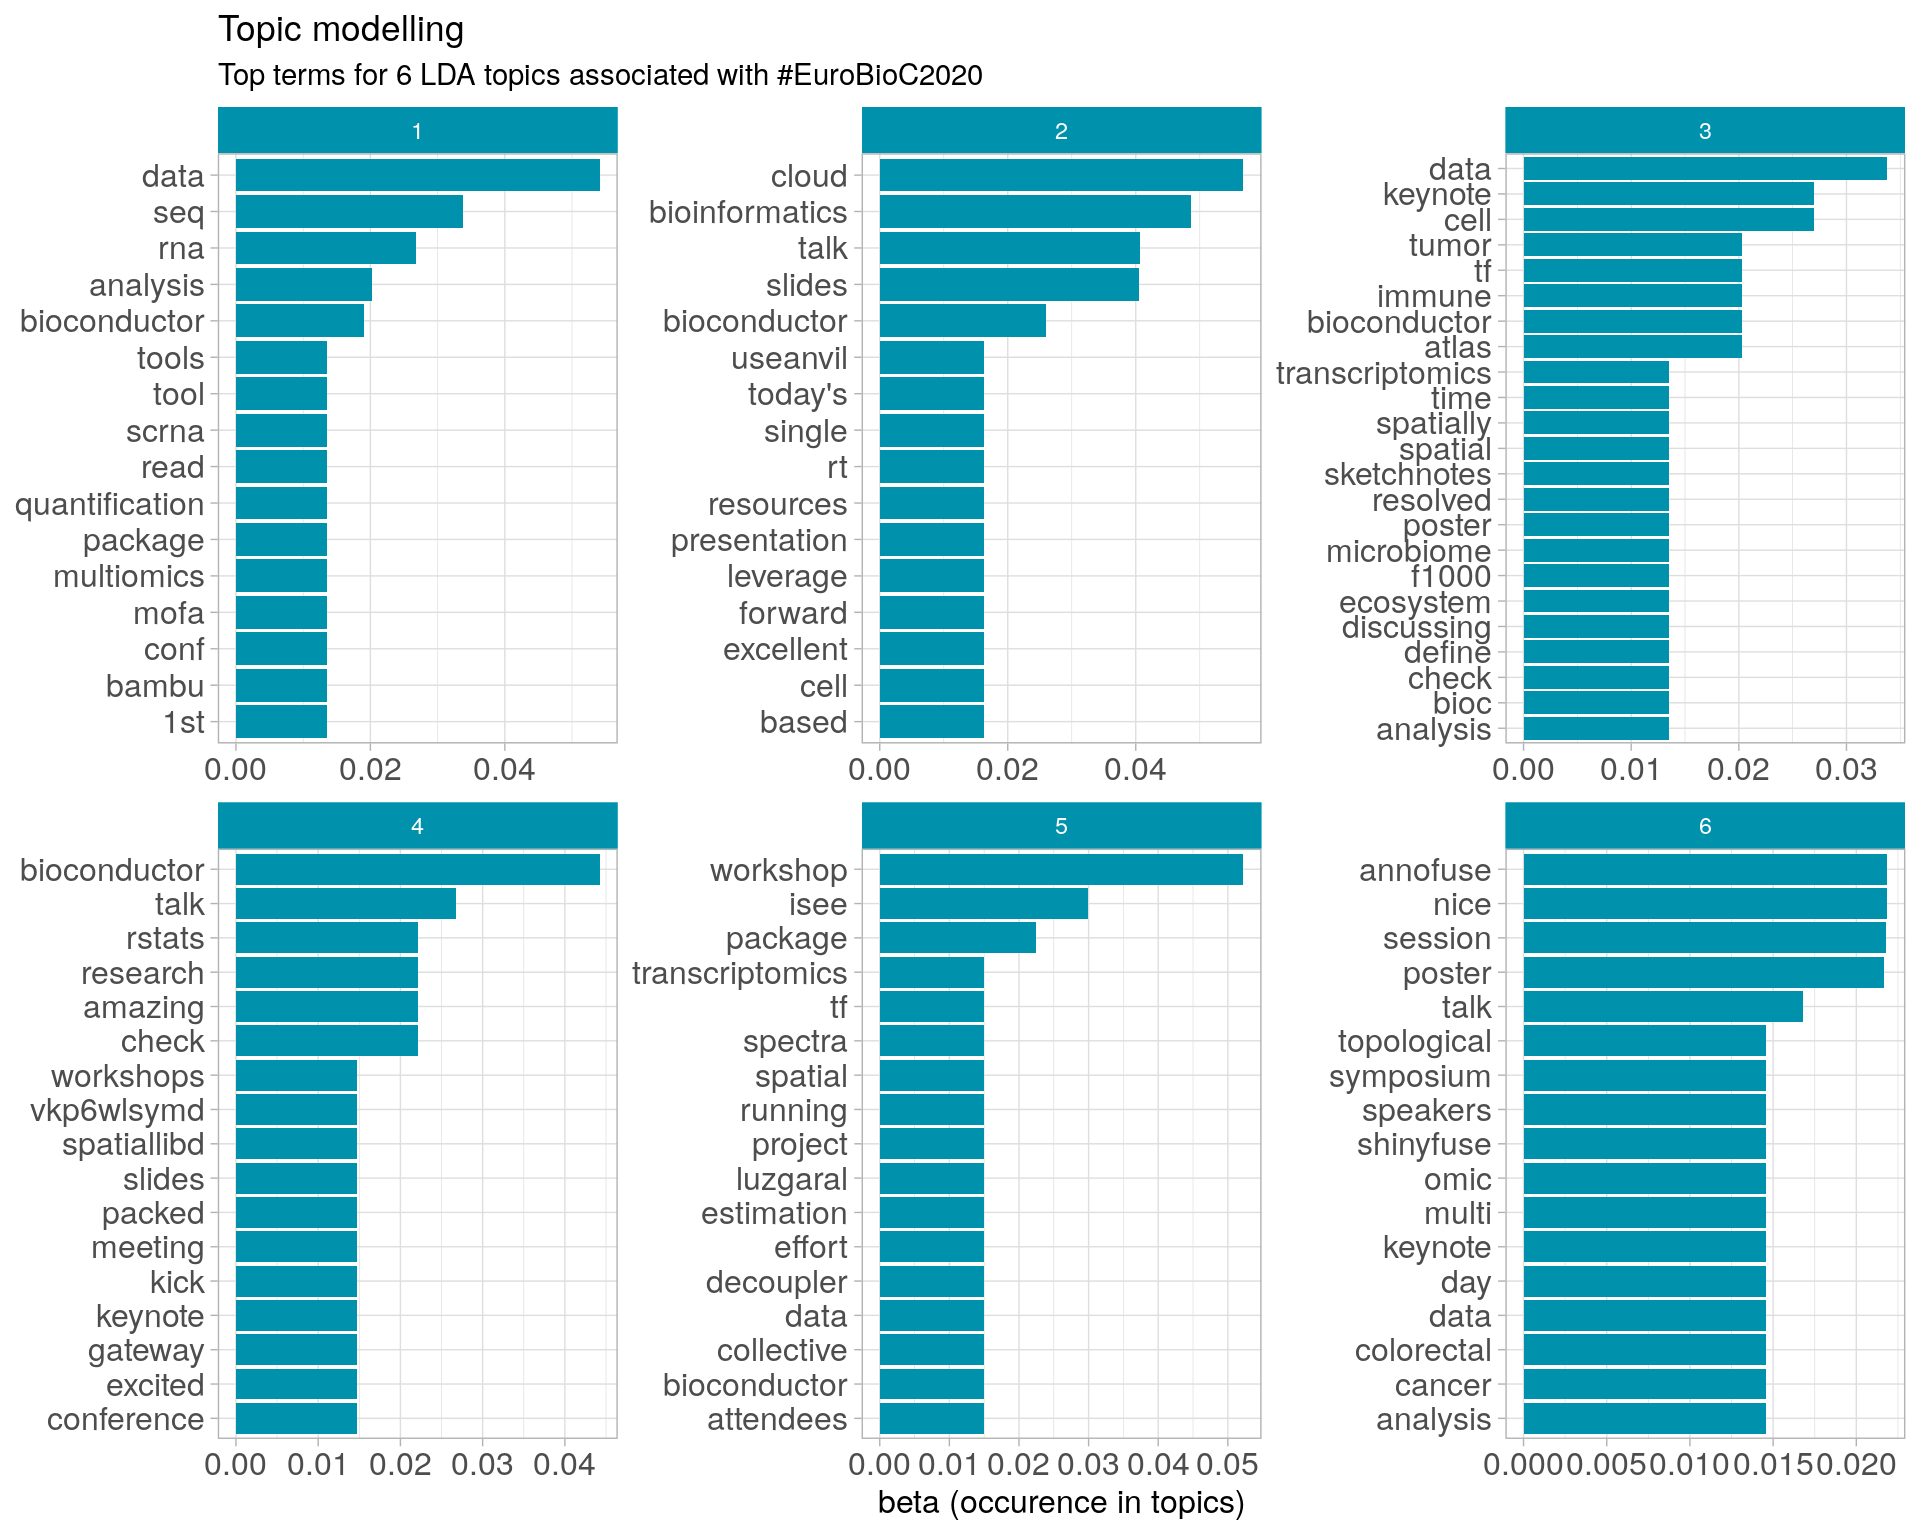 Topic modelling
Top terms for 6 LDA topics associated with #EuroBioC2020
1
data
seq
rna
analysis
bioconductor
tools
tool
scrna
read
quantification
package
multiomics
mofa
conf
bambu
1st
0.00 0.02 0.04
2
cloud
bioinformatics
talk
slides
bioconductor
useanvil
today's
single
rt
resources
presentation
leverage
forward
excellent
cell
based
0.00 0.02 0.04
3
data
keynote
cell
tumor
tf
immune
bioconductor
atlas
transcriptomics
time
spatially
spatial
sketchnotes
resolved
poster
microbiome
f1000
ecosystem
discussing
define
check
bioc
analysis
0.00 0.01 0.02 0.03
4
bioconductor
talk
rstats
research
amazing
check
workshops
vkp6wlsymd
spatiallibd
slides
packed
meeting
kick
keynote
gateway
excited
conference
0.00 0.01 0.02 0.03 0.04
5
workshop
isee
package
transcriptomics
tf
spectra
spatial
running
project
luzgaral
estimation
effort
decoupler
data
collective
bioconductor
attendees
0.00 0.01 0.02 0.03 0.04 0.05
6
annofuse
nice
session
poster
talk
topological
symposium
speakers
shinyfuse
omic
multi
keynote
day
data
colorectal
cancer
analysis
0.000 0.005 0.010 0.015 0.020
beta (occurence in topics)